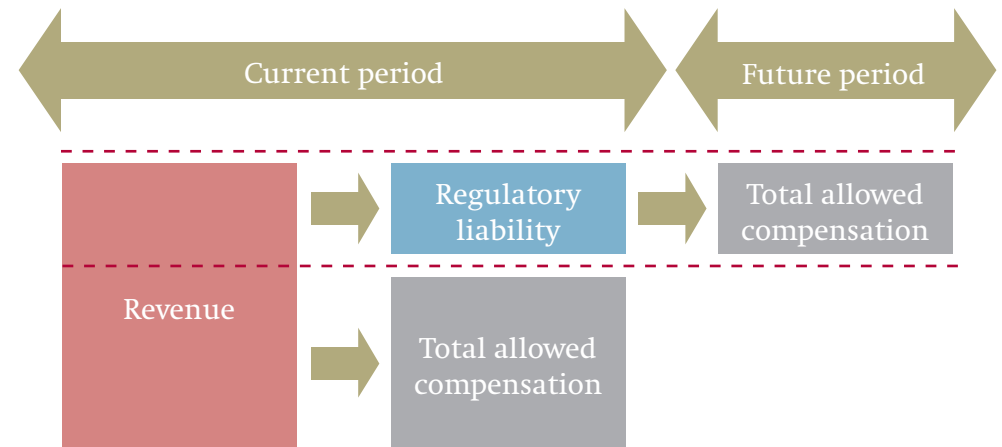 Current period
Future period
Regulatory
liability
Total allowed
compensation
Revenue
Total allowed
compensation